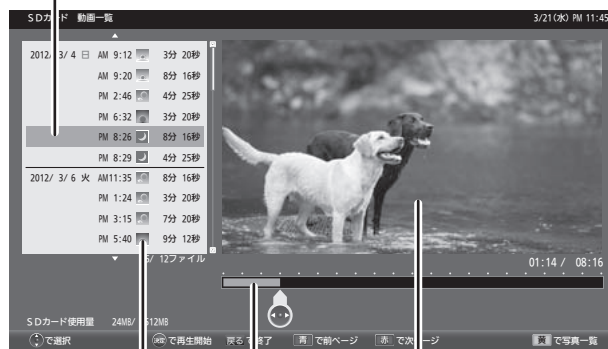 SDカード 動画一覧 3/21(水) PM 11:45
2012/ 3/ 4 日 AM 9:12 3分 20秒
AM 9:20 8分 16秒
PM 2:46 4分 25秒
PM 6:32 3分 20秒
PM 8:26 8分 16秒
PM 8:29 4分 25秒
2012/ 3/ 6 火 AM11:35 8分 16秒
PM 1:24 3分 20秒
PM 3:15 7分 20秒
PM 5:40 9分 12秒
/ 12ファイル
01:14 / 08:16
SDカード使用量 24MB/ 512MB
で選択 決定 で再生開始 戻る で終了 青 で前ページ 赤 で次ページ 黄 で写真一覧